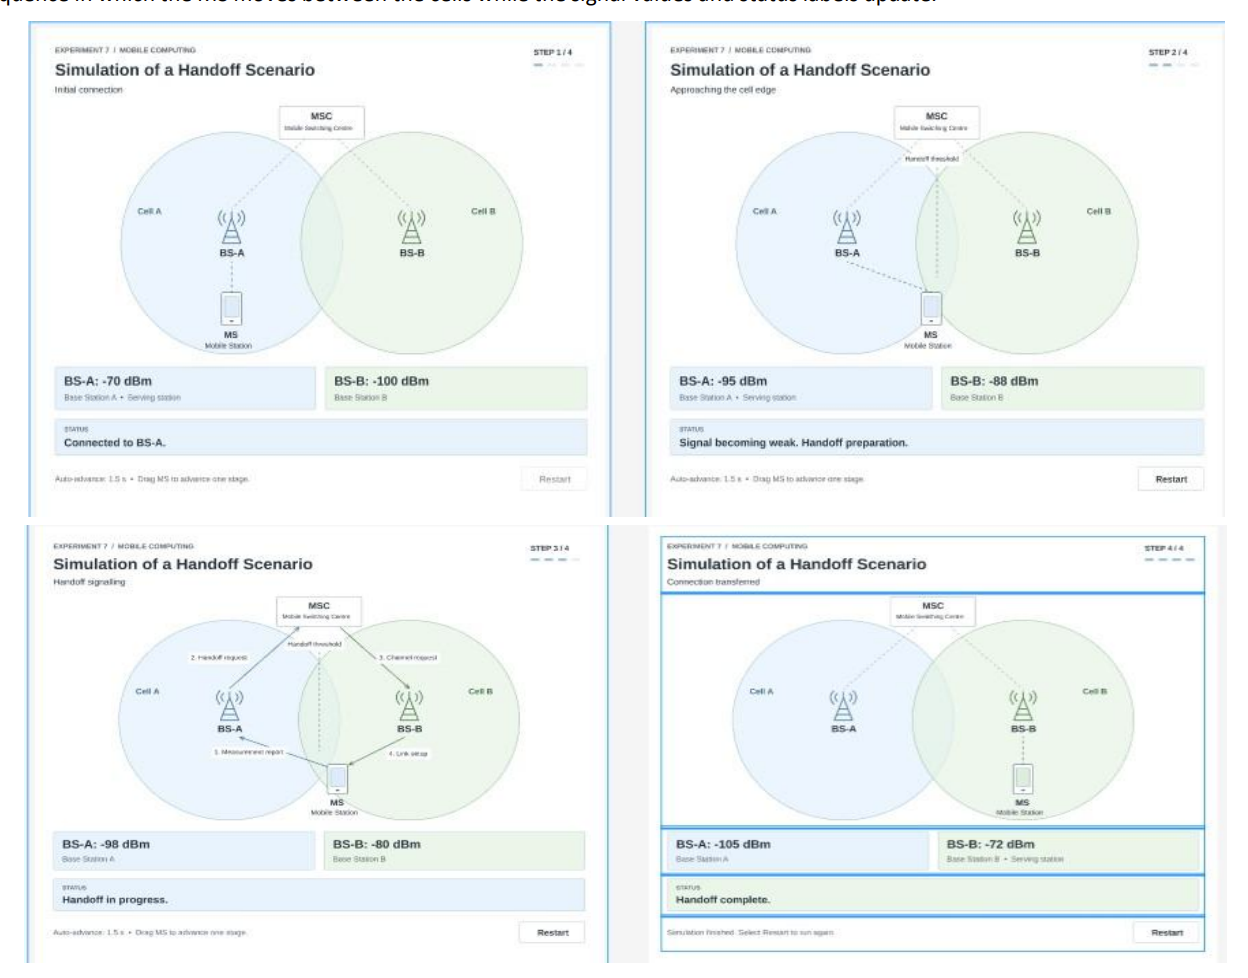 quence in which the MS moves between the cells while the signal values and status labels update.
EXPERIMENT 7 / MOBILE COMPUTING
STEP 1 / 4
Simulation of a Handoff Scenario
Initial connection
MSC
Mobile Switching Centre
Cell A
Cell B
BS-A
BS-B
MS
Mobile Station
BS-A: -70 dBm
Base Station A • Serving station
BS-B: -100 dBm
Base Station B
STATUS
Connected to BS-A.
Auto-advance: 1.5 s • Drag MS to advance one stage.
Restart
EXPERIMENT 7 / MOBILE COMPUTING
STEP 2 / 4
Simulation of a Handoff Scenario
Approaching the cell edge
MSC
Mobile Switching Centre
Handoff threshold
Cell A
Cell B
BS-A
BS-B
MS
Mobile Station
BS-A: -95 dBm
Base Station A • Serving station
BS-B: -88 dBm
Base Station B
STATUS
Signal becoming weak. Handoff preparation.
Auto-advance: 1.5 s • Drag MS to advance one stage.
Restart
EXPERIMENT 7 / MOBILE COMPUTING
STEP 3 / 4
Simulation of a Handoff Scenario
Handoff signalling
MSC
Mobile Switching Centre
Handoff threshold
2. Handoff request
3. Channel request
Cell A
Cell B
BS-A
BS-B
1. Measurement report
4. Link setup
MS
Mobile Station
BS-A: -98 dBm
Base Station A
BS-B: -80 dBm
Base Station B
STATUS
Handoff in progress.
Auto-advance: 1.5 s • Drag MS to advance one stage.
Restart
EXPERIMENT 7 / MOBILE COMPUTING
STEP 4 / 4
Simulation of a Handoff Scenario
Connection transferred
MSC
Mobile Switching Centre
Cell A
Cell B
BS-A
BS-B
MS
Mobile Station
BS-A: -105 dBm
Base Station A
BS-B: -72 dBm
Base Station B • Serving station
STATUS
Handoff complete.
Simulation finished. Select Restart to run again.
Restart